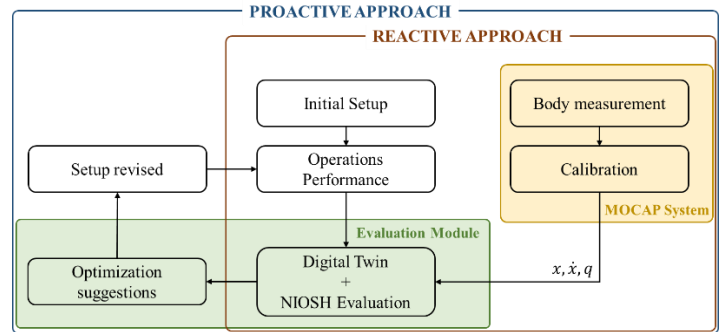 PROACTIVE APPROACH
REACTIVE APPROACH
Initial Setup
Body measurement
Setup revised
Operations
Performance
Calibration
MOCAP System
Evaluation Module
Optimization
suggestions
Digital Twin
+
NIOSH Evaluation
x, ẋ, q